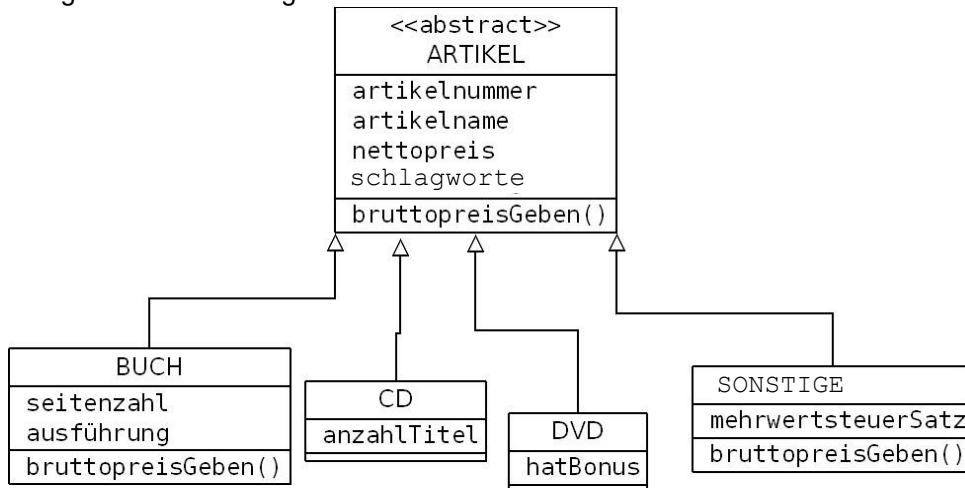 <<abstract>>
ARTIKEL
artikelnummer
artikelname
nettopreis
schlagworte
bruttopreisGeben()
BUCH
seitenzahl
ausführung
bruttopreisGeben()
CD
anzahlTitel
DVD
hatBonus
SONSTIGE
mehrwertsteuerSatz
bruttopreisGeben()